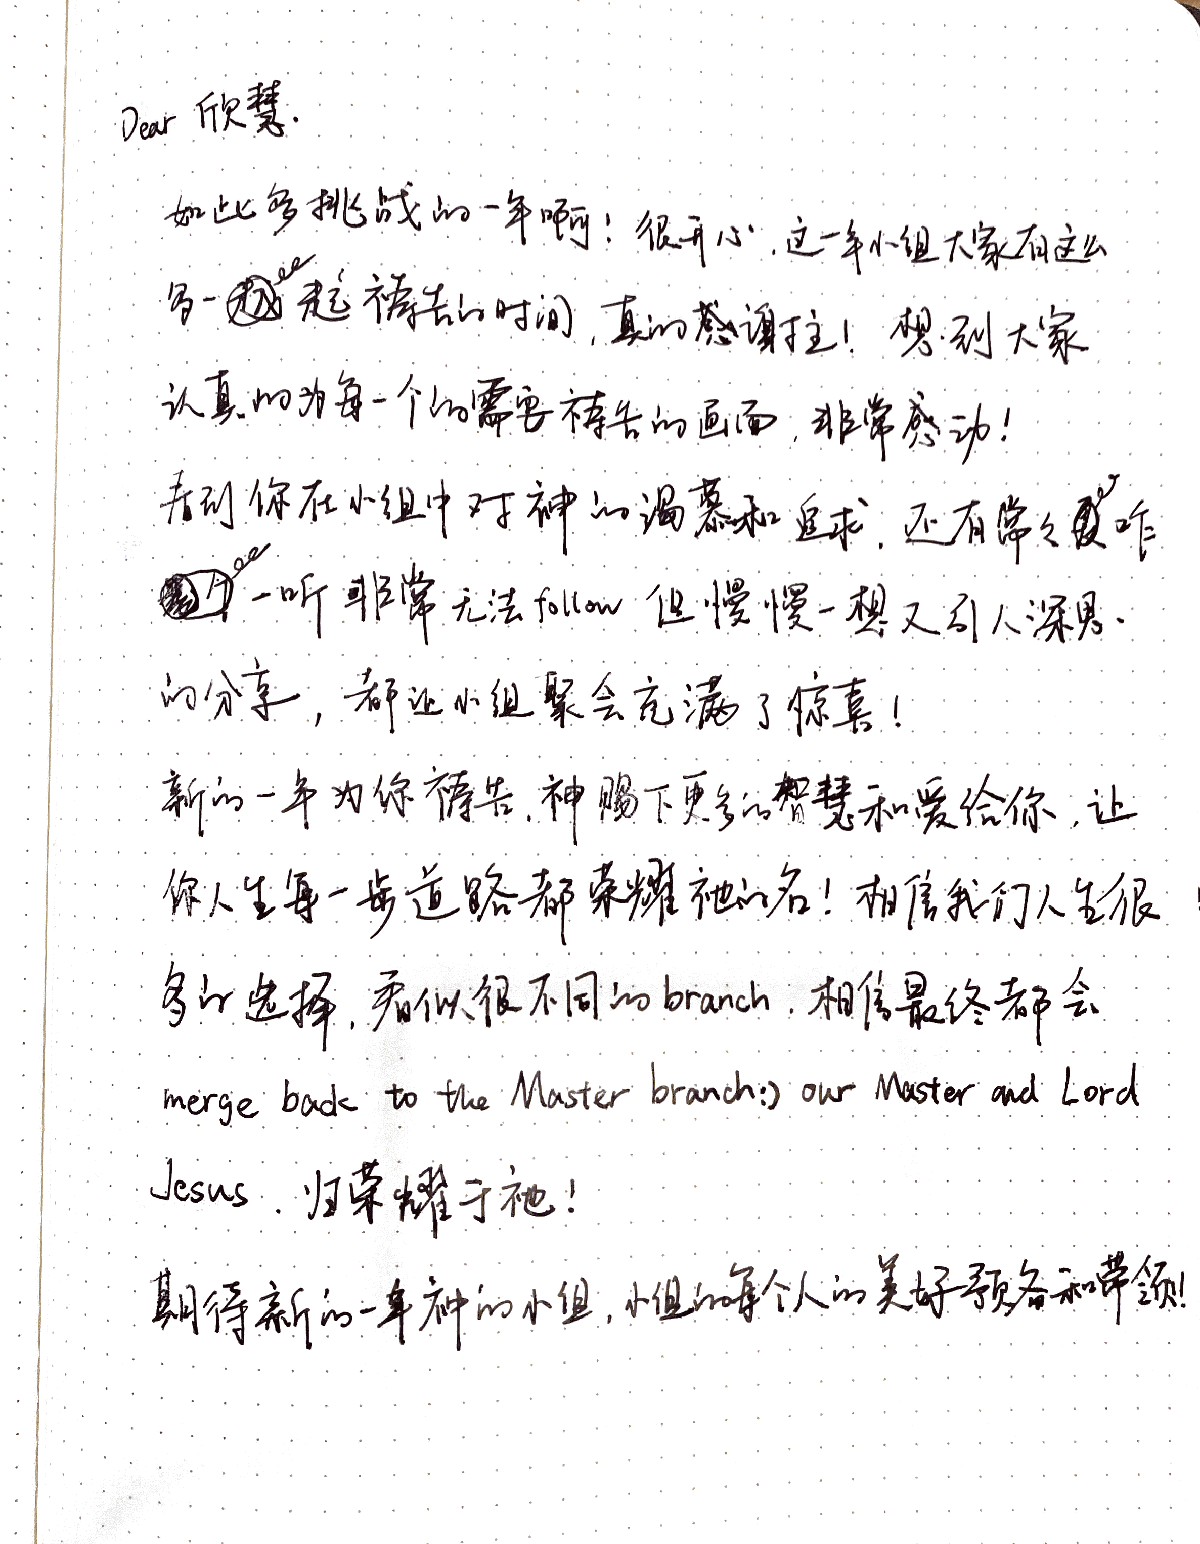 Dear 欣慧.
如此多挑战的一年啊！很开心，这一年小组大家有这么
多一起祷告的时间，真的感谢主！想到大家
认真的为每一个的需要祷告的画面，非常感动！
看到你在小组中对神的渴慕和追求，还有常々咋
一听非常无法follow但慢慢一想又引人深思.
的分享，都让小组聚会充满了惊喜！
新的一年为你祷告，神赐下更多的智慧和爱给你，让
你人生每一步道路都荣耀祂的名！相信我们人生很
多的选择，看似很不同的branch，相信最终都会
merge back to the Master branch:) our Master and Lord
Jesus，归荣耀于祂！
期待新的一年神的小组，小组的每个人的美好预备和带领！